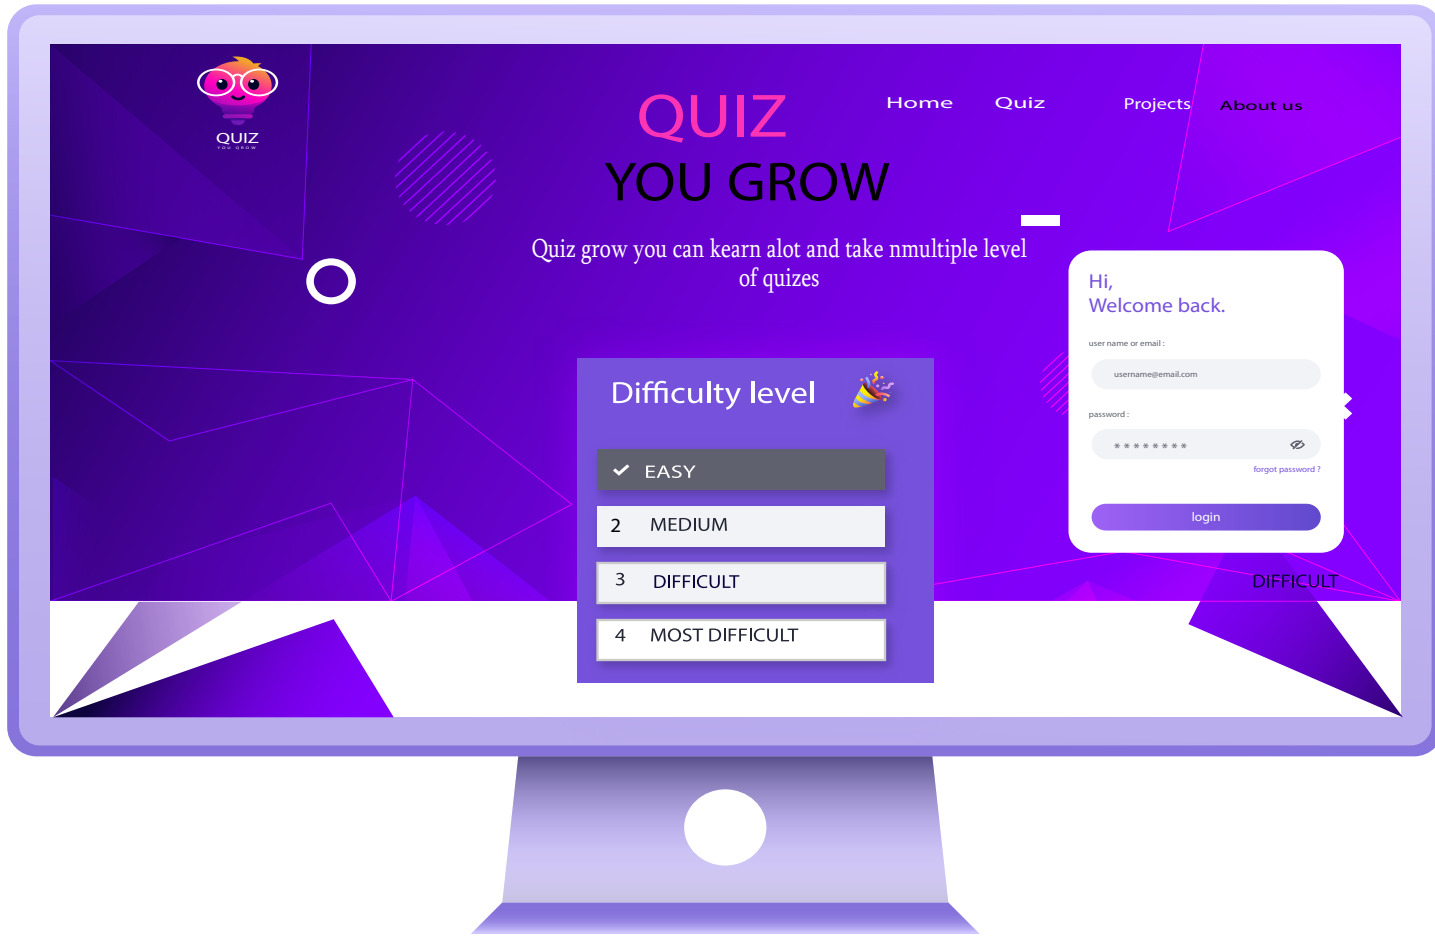 QUIZ
YOU GROW
Home Quiz Projects About us
QUIZ
YOU GROW
Quiz grow you can kearn alot and take nmultiple level
of quizes
Hi,
Welcome back.
user name or email :
username@email.com
password :
********
forgot password ?
login
Difficulty level
EASY
2 MEDIUM
3 DIFFICULT
4 MOST DIFFICULT
DIFFICULT